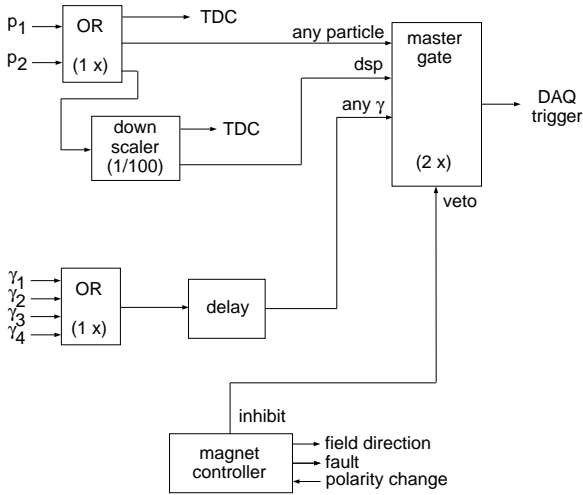 p1
p2
OR
(1 x)
TDC
any particle
dsp
any γ
master
gate
(2 x)
DAQ
trigger
down
scaler
(1/100)
TDC
veto
γ1
γ2
γ3
γ4
OR
(1 x)
delay
inhibit
magnet
controller
field direction
fault
polarity change